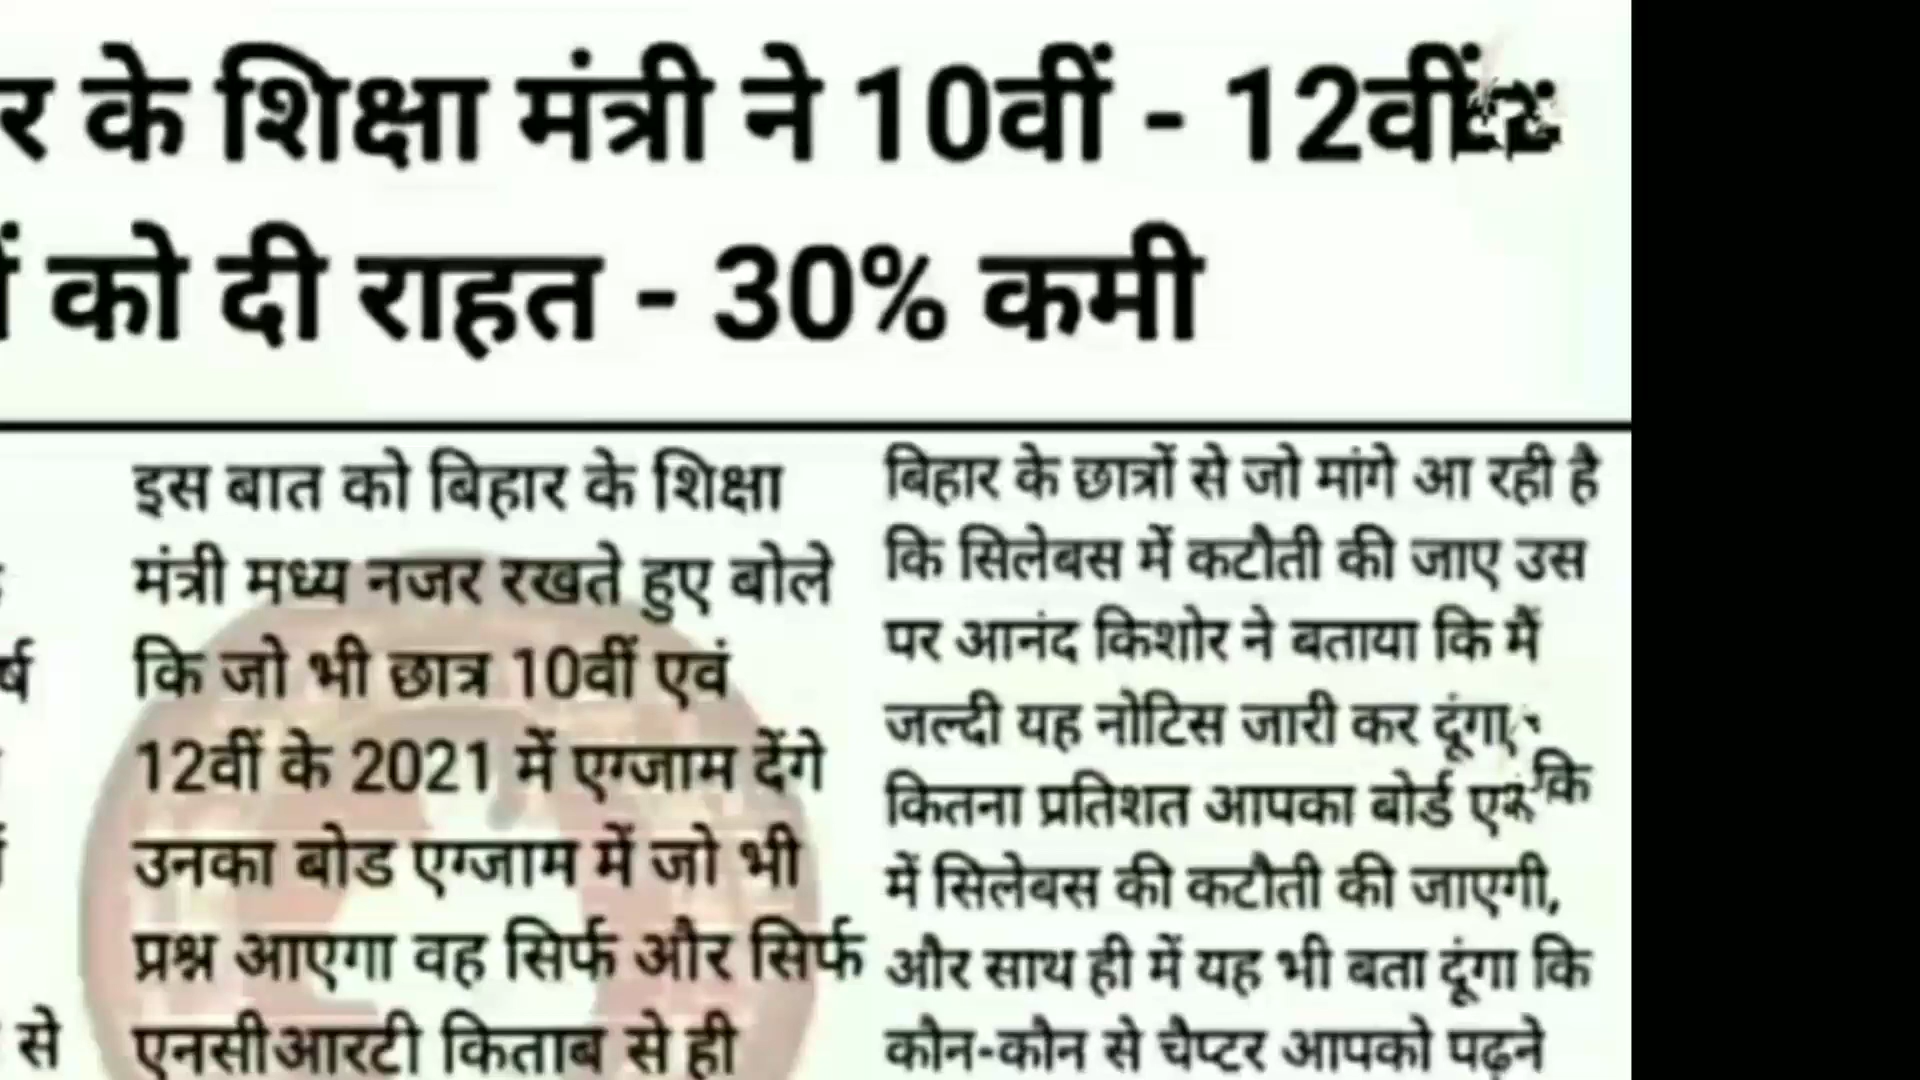 र के शिक्षा मंत्री ने 10वीं - 12वीं
को दी राहत - 30% कमी
र्ष
से
इस बात को बिहार के शिक्षा
मंत्री मध्य नजर रखते हुए बोले
कि जो भी छात्र 10वीं एवं
12वीं के 2021 में एग्जाम देंगे
उनका बोड एग्जाम में जो भी
प्रश्न आएगा वह सिर्फ और सिर्फ
एनसीआरटी किताब से ही
बिहार के छात्रों से जो मांगे आ रही है
कि सिलेबस में कटौती की जाए उस
पर आनंद किशोर ने बताया कि मैं
जल्दी यह नोटिस जारी कर दूंगा
कि
कितना प्रतिशत आपका बोर्ड
में सिलेबस की कटौती की जाएगी,
और साथ ही में यह भी बता दूंगा कि
कौन-कौन से चैप्टर आपको पढ़ने